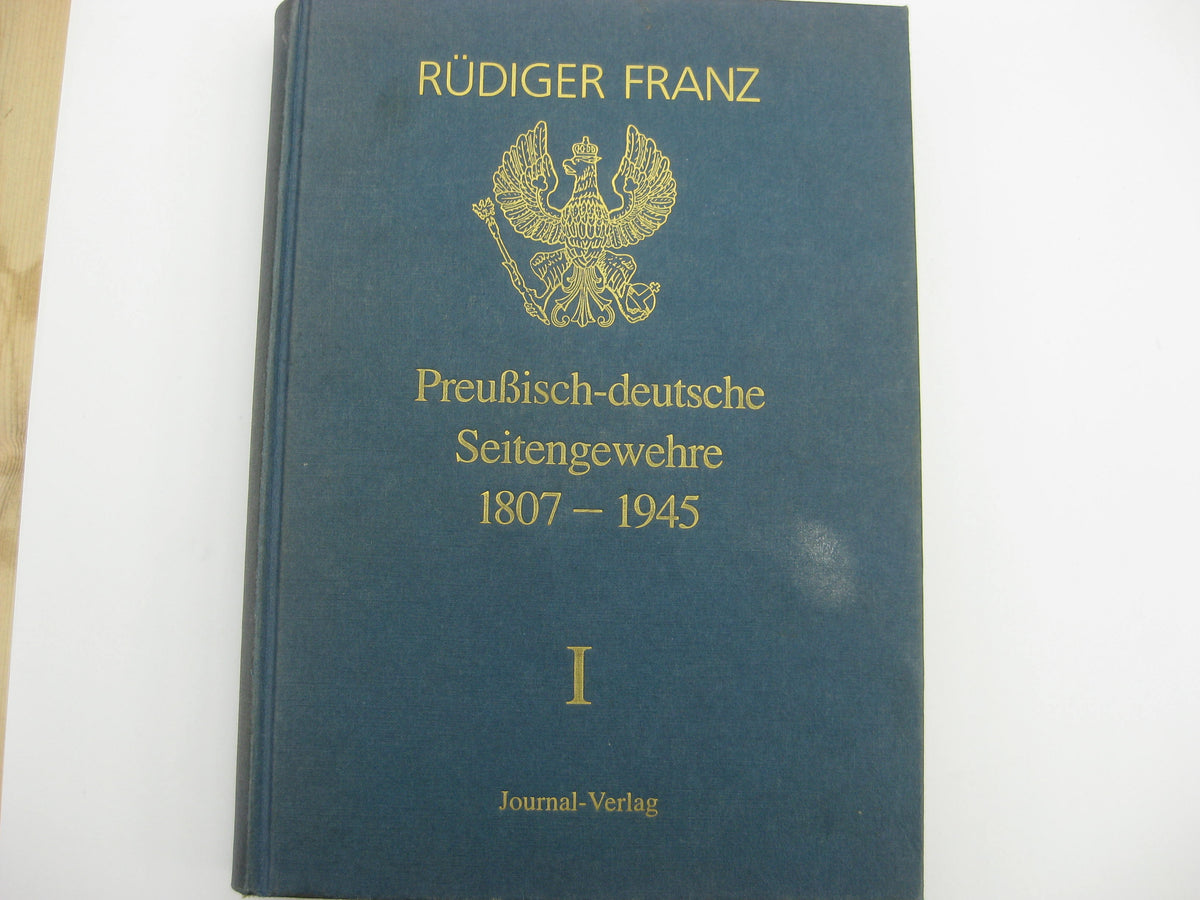 RÜDIGER FRANZ
Preußisch-deutsche
Seitengewehre
1807 – 1945
I
Journal-Verlag